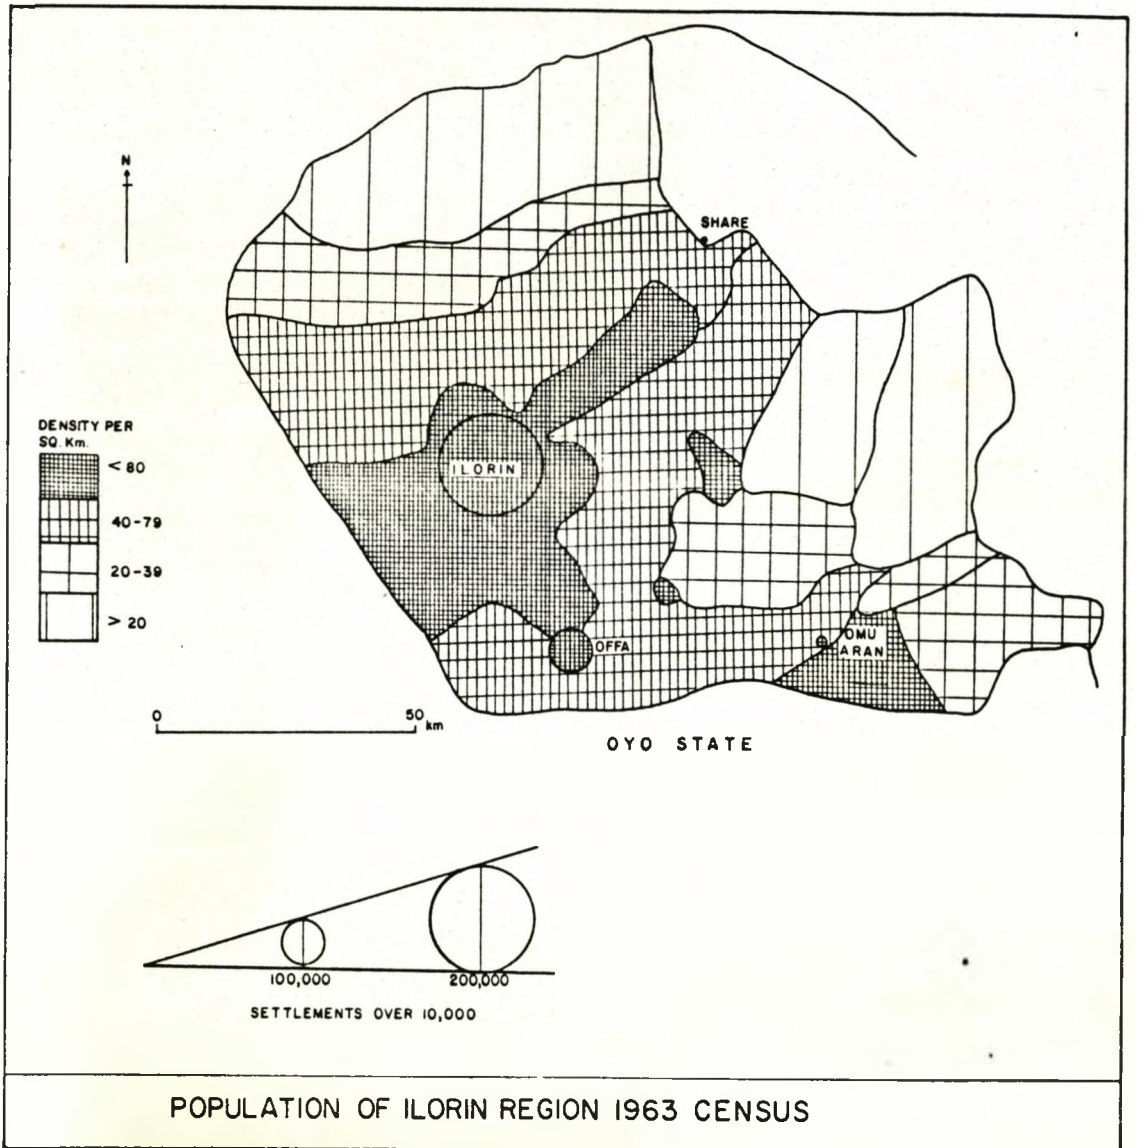 N
SHARE
DENSITY PER
SQ. Km.
< 80
40-79
20-39
> 20
ILORIN
OFFA
OMU
ARAN
0 50 km
OYO STATE
100,000 200,000
SETTLEMENTS OVER 10,000
POPULATION OF ILORIN REGION 1963 CENSUS